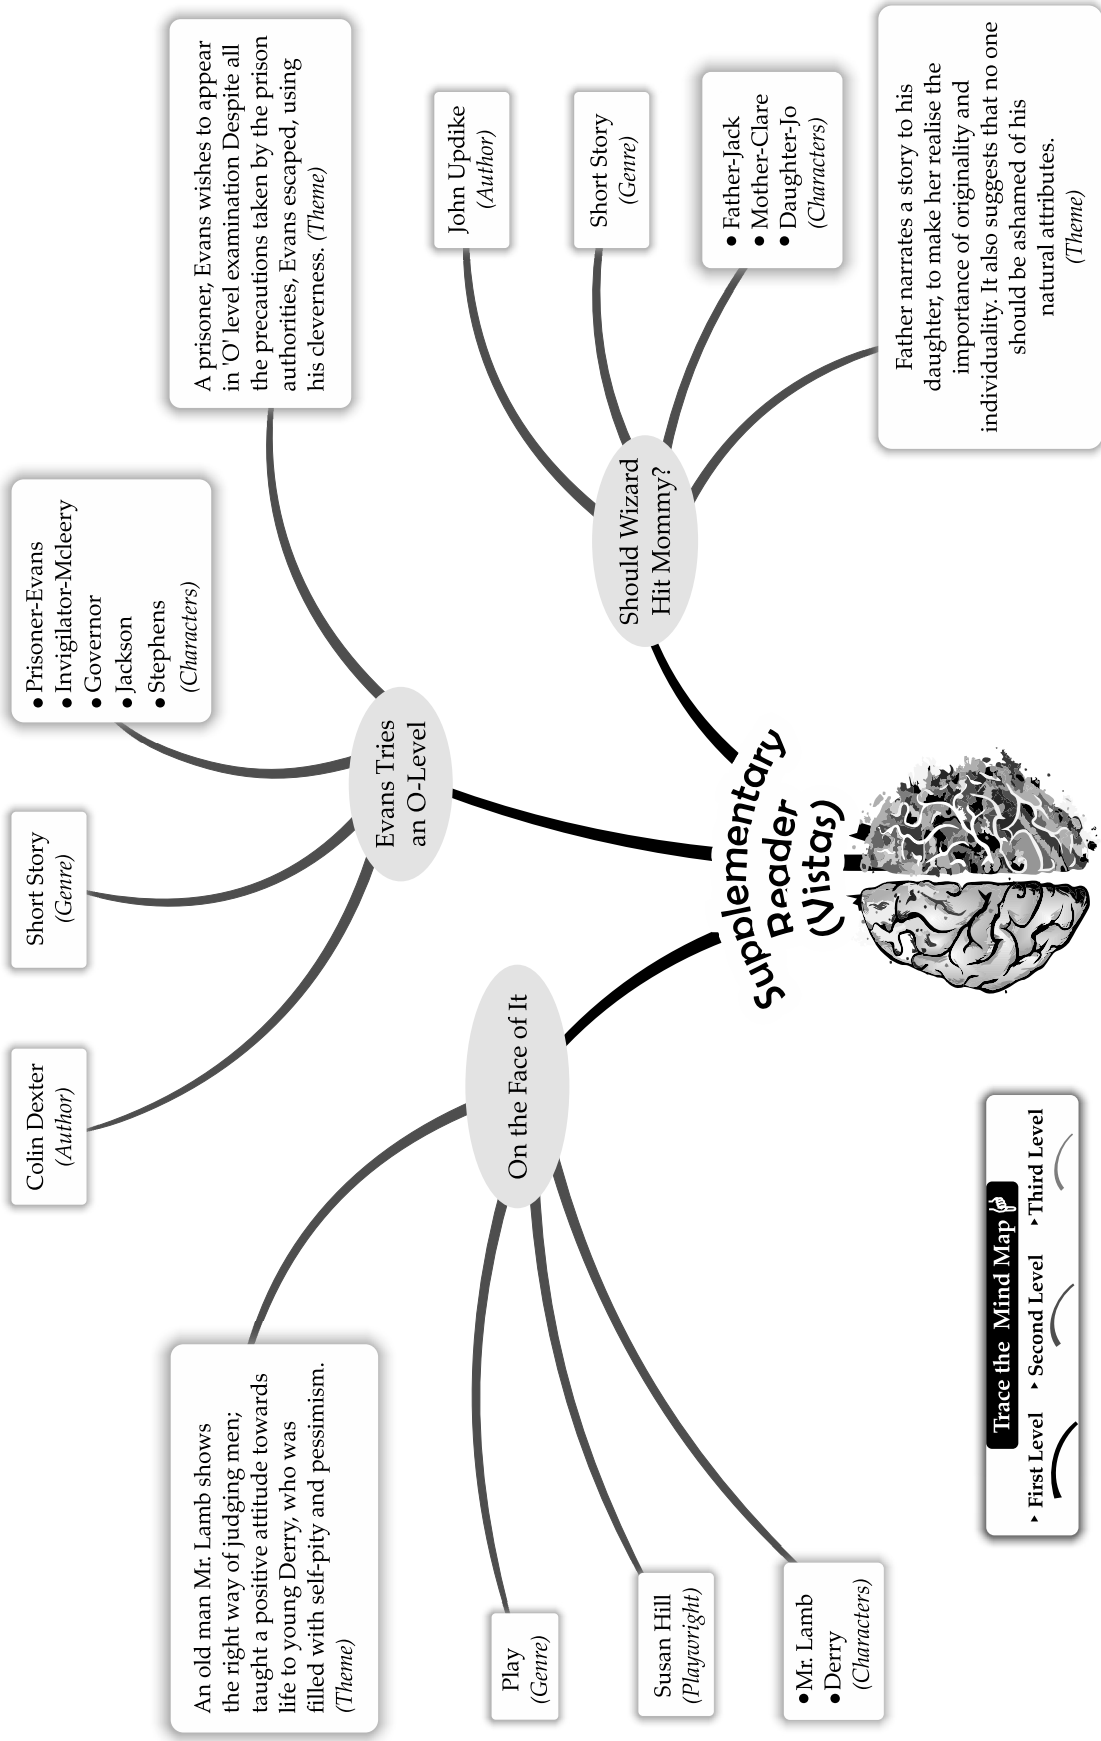 An old man Mr. Lamb shows
the right way of judging men;
taught a positive attitude towards
life to young Derry, who was
filled with self-pity and pessimism.
(Theme)
Play
(Genre)
Susan Hill
(Playwright)
●Mr. Lamb
●Derry
(Characters)
On the Face of It
Colin Dexter
(Author)
Short Story
(Genre)
●Prisoner-Evans
●Invigilator-Mcleery
●Governor
●Jackson
●Stephens
(Characters)
A prisoner, Evans wishes to appear
in 'O' level examination Despite all
the precautions taken by the prison
authorities, Evans escaped, using
his cleverness. (Theme)
Evans Tries
an O-Level
John Updike
(Author)
Short Story
(Genre)
●Father-Jack
●Mother-Clare
●Daughter-Jo
(Characters)
Father narrates a story to his
daughter, to make her realise the
importance of originality and
individuality. It also suggests that no one
should be ashamed of his
natural attributes.
(Theme)
Should Wizard
Hit Mommy?
Supplementary
Reader
(Vistas)
Trace the Mind Map
▸First Level ▸Second Level ▸Third Level